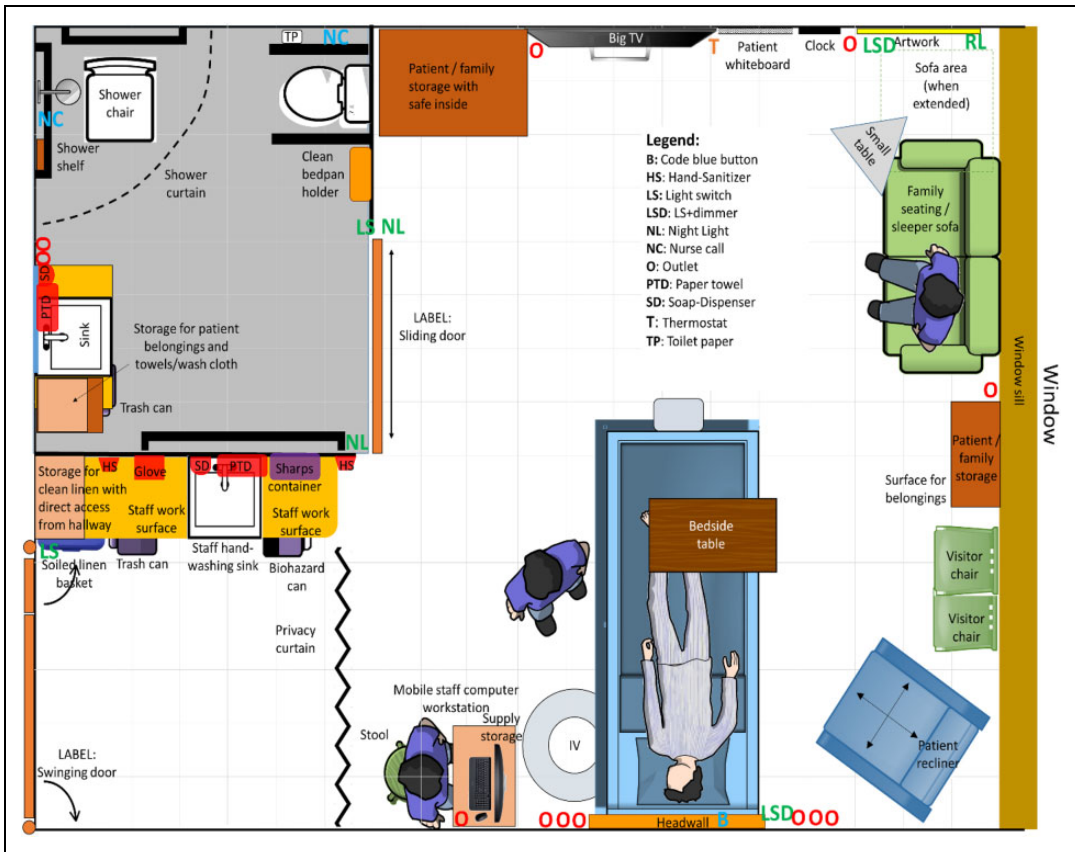 TP
NC
O
Big TV
T
Patient
whiteboard
Clock
O
LSD
Artwork
RL
Shower
chair
NC
Shower
shelf
Shower
curtain
Clean
bedpan
holder
Patient / family
storage with
safe inside
Sofa area
(when
extended)
Small
table
Family
seating /
sleeper sofa
Legend:
B: Code blue button
HS: Hand-Sanitizer
LS: Light switch
LSD: LS+dimmer
NL: Night Light
NC: Nurse call
O: Outlet
PTD: Paper towel
SD: Soap-Dispenser
T: Thermostat
TP: Toilet paper
LS NL
OO
SD
PTD
Sink
Storage for patient
belongings and
towels/wash cloth
Trash can
LABEL:
Sliding door
NL
Window sill
Window
O
Patient /
family
storage
Surface for
belongings
HS
Glove
SD
PTD
Sharps
container
HS
Storage for
clean linen with
direct access
from hallway
Staff work
surface
Staff work
surface
LS
Soiled linen
basket
Trash can
Staff hand-
washing sink
Biohazard
can
Bedside
table
Visitor
chair
Visitor
chair
Privacy
curtain
Mobile staff computer
workstation
Supply
storage
Stool
IV
Patient
recliner
LABEL:
Swinging door
O
OOO
Headwall
B
LSD
OOO